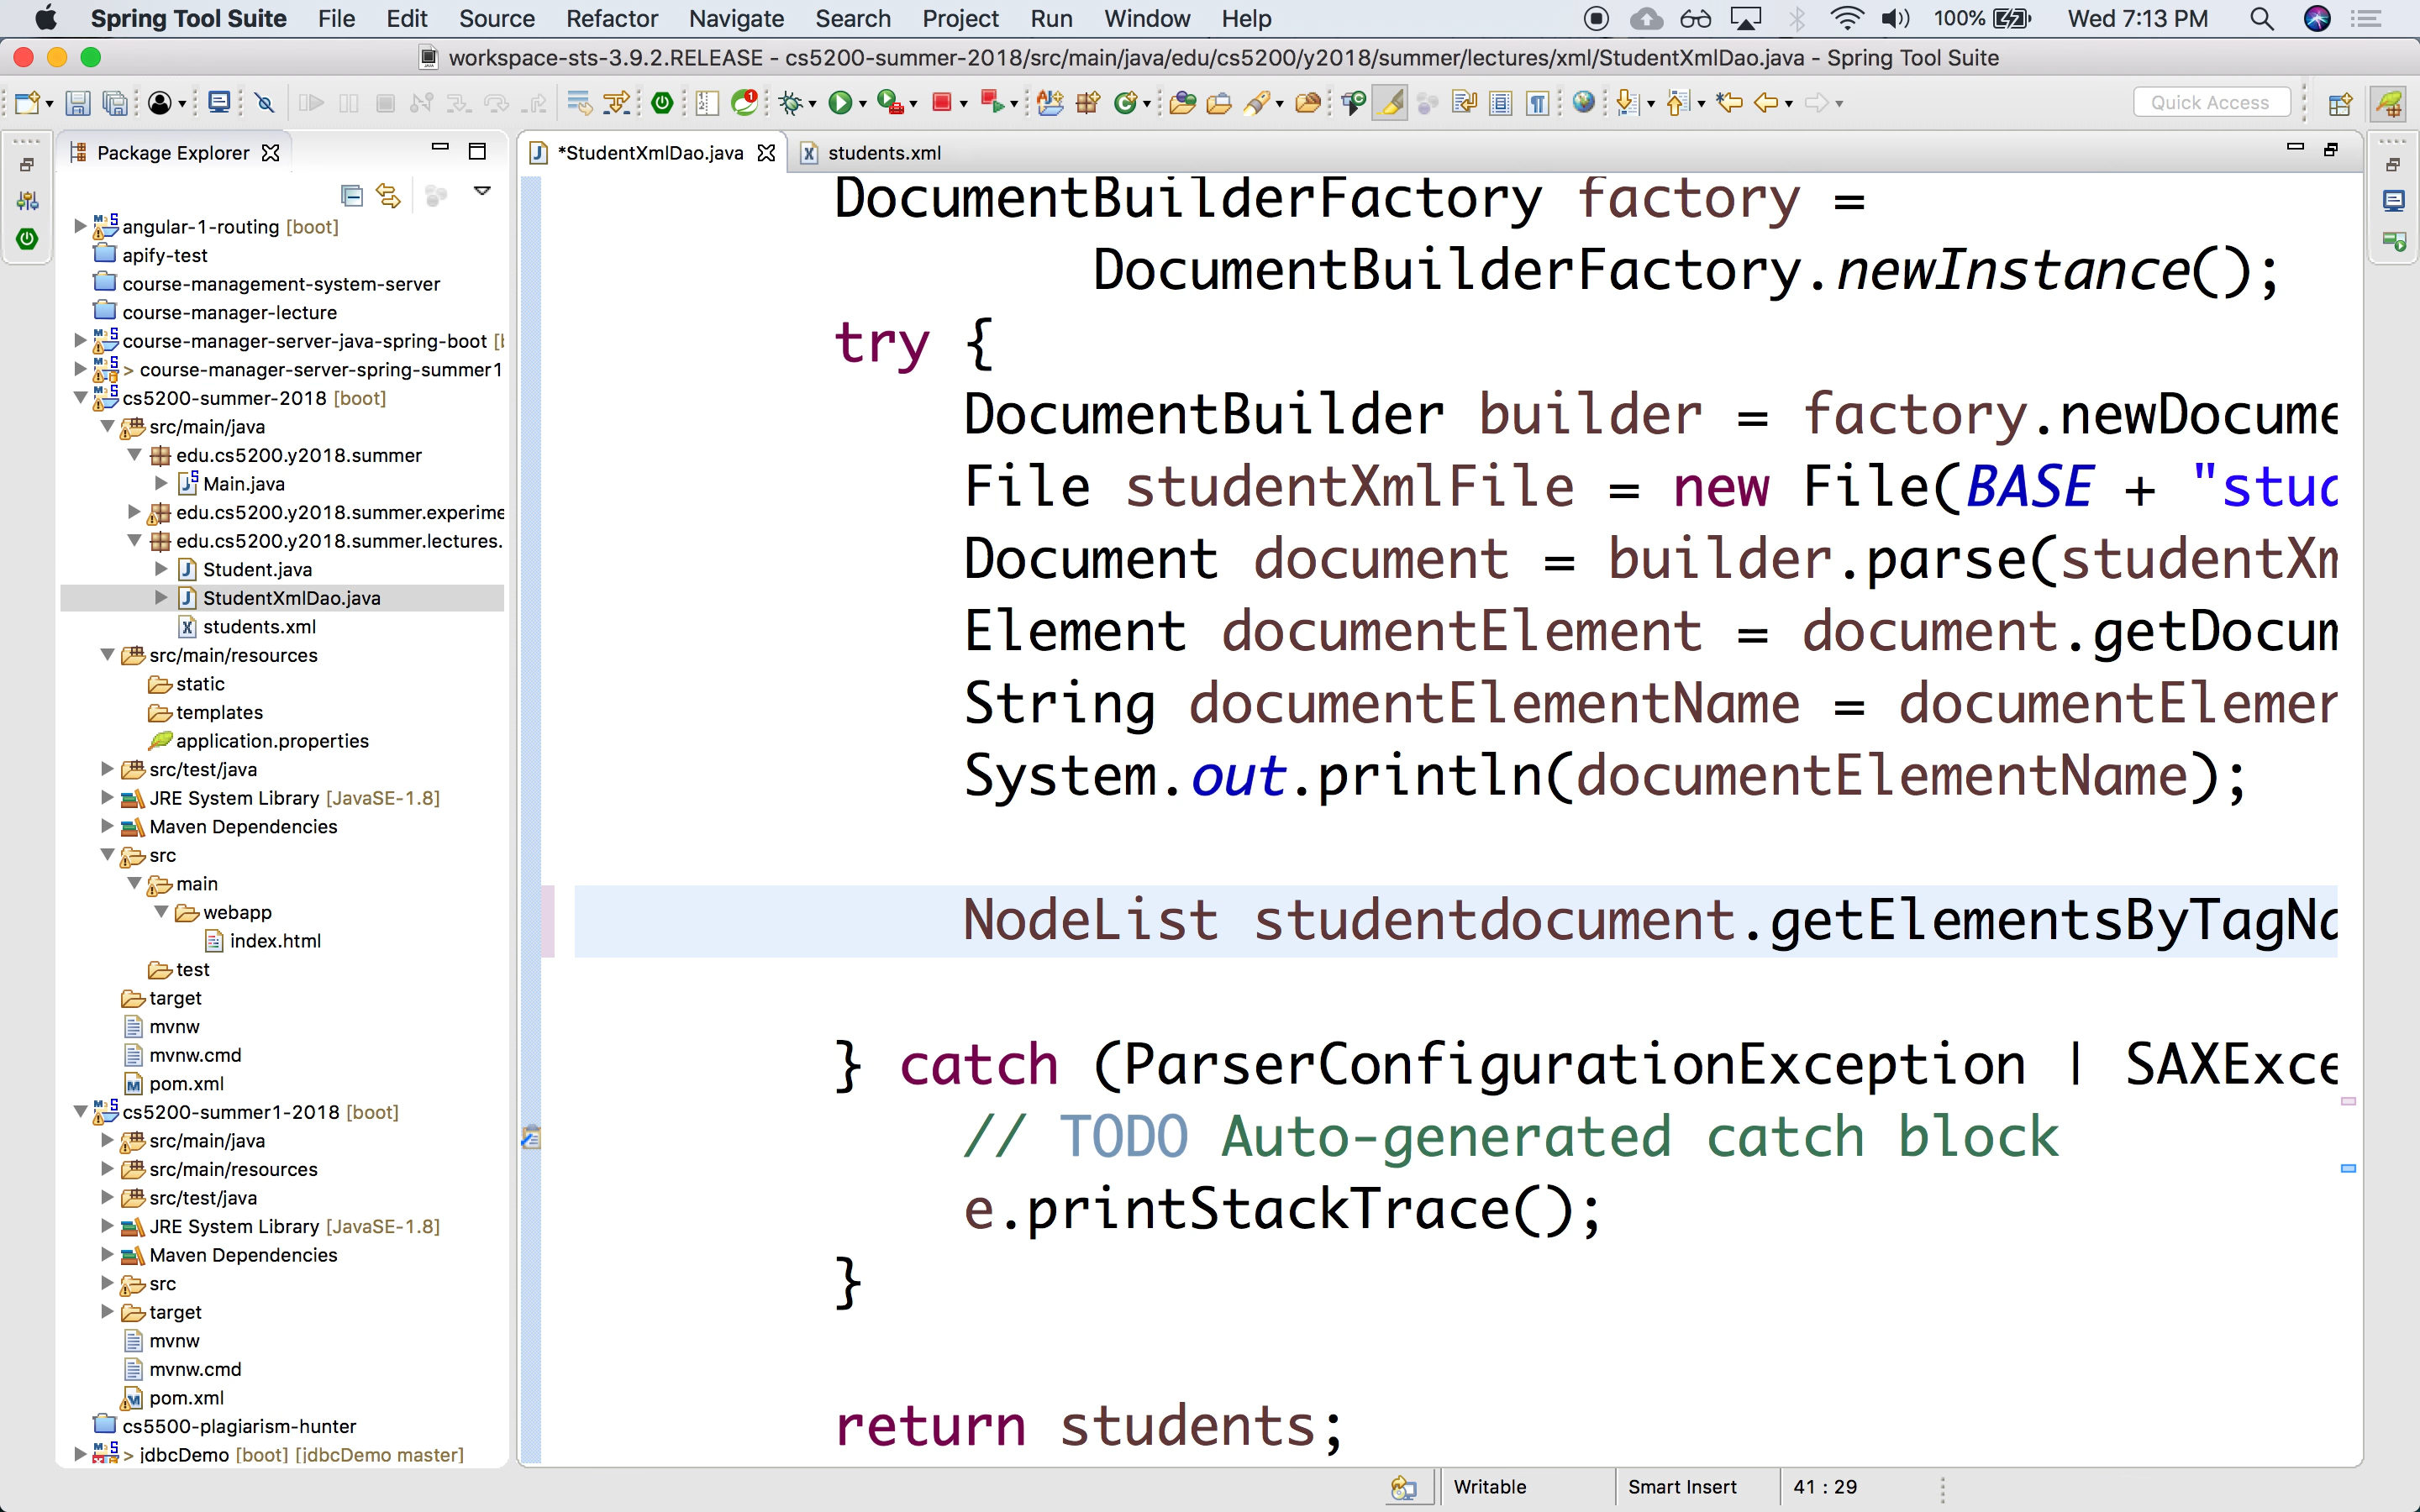 Spring Tool Suite File Edit Source Refactor Navigate Search Project Run Window Help 100% Wed 7:13 PM
workspace-sts-3.9.2.RELEASE - cs5200-summer-2018/src/main/java/edu/cs5200/y2018/summer/lectures/xml/StudentXmlDao.java - Spring Tool Suite
Quick Access
Package Explorer
*StudentXmlDao.java
students.xml
angular-1-routing [boot]
apify-test
course-management-system-server
course-manager-lecture
course-manager-server-java-spring-boot [b
> course-manager-server-spring-summer1
cs5200-summer-2018 [boot]
src/main/java
edu.cs5200.y2018.summer
Main.java
edu.cs5200.y2018.summer.experime
edu.cs5200.y2018.summer.lectures.
Student.java
StudentXmlDao.java
students.xml
src/main/resources
static
templates
application.properties
src/test/java
JRE System Library [JavaSE-1.8]
Maven Dependencies
src
main
webapp
index.html
test
target
mvnw
mvnw.cmd
pom.xml
cs5200-summer1-2018 [boot]
src/main/java
src/main/resources
src/test/java
JRE System Library [JavaSE-1.8]
Maven Dependencies
src
target
mvnw
mvnw.cmd
pom.xml
cs5500-plagiarism-hunter
> jdbcDemo [boot] [jdbcDemo master]
DocumentBuilderFactory factory =
DocumentBuilderFactory.newInstance();
try {
DocumentBuilder builder = factory.newDocume
File studentXmlFile = new File(BASE + "stud
Document document = builder.parse(studentXm
Element documentElement = document.getDocum
String documentElementName = documentElemen
System.out.println(documentElementName);
NodeList studentdocument.getElementsByTagNa
} catch (ParserConfigurationException | SAXExce
// TODO Auto-generated catch block
e.printStackTrace();
}
return students;
Writable Smart Insert 41 : 29